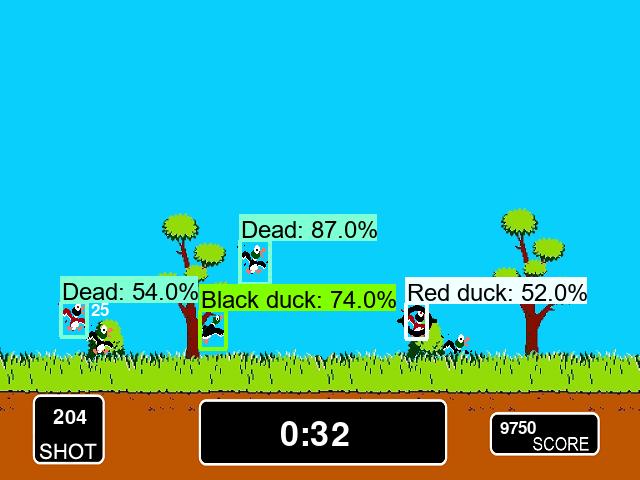 Dead: 87.0%
Dead: 54.0%
Black duck: 74.0%
Red duck: 52.0%
25
204
SHOT
0:32
9750
SCORE